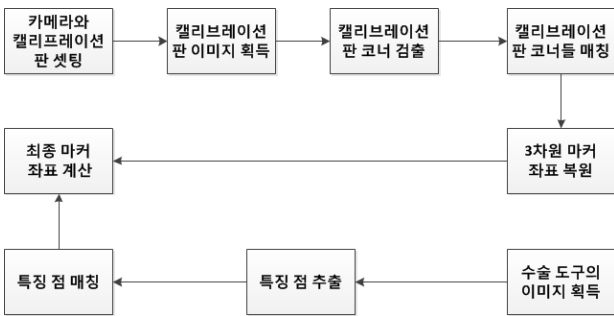 카메라와
캘리프레이션
판 셋팅
캘리브레이션
판 이미지 획득
캘리브레이션
판 코너 검출
캘리브레이션
판 코너들 매칭
최종 마커
좌표 계산
3차원 마커
좌표 복원
특징 점 매칭
특징 점 추출
수술 도구의
이미지 획득